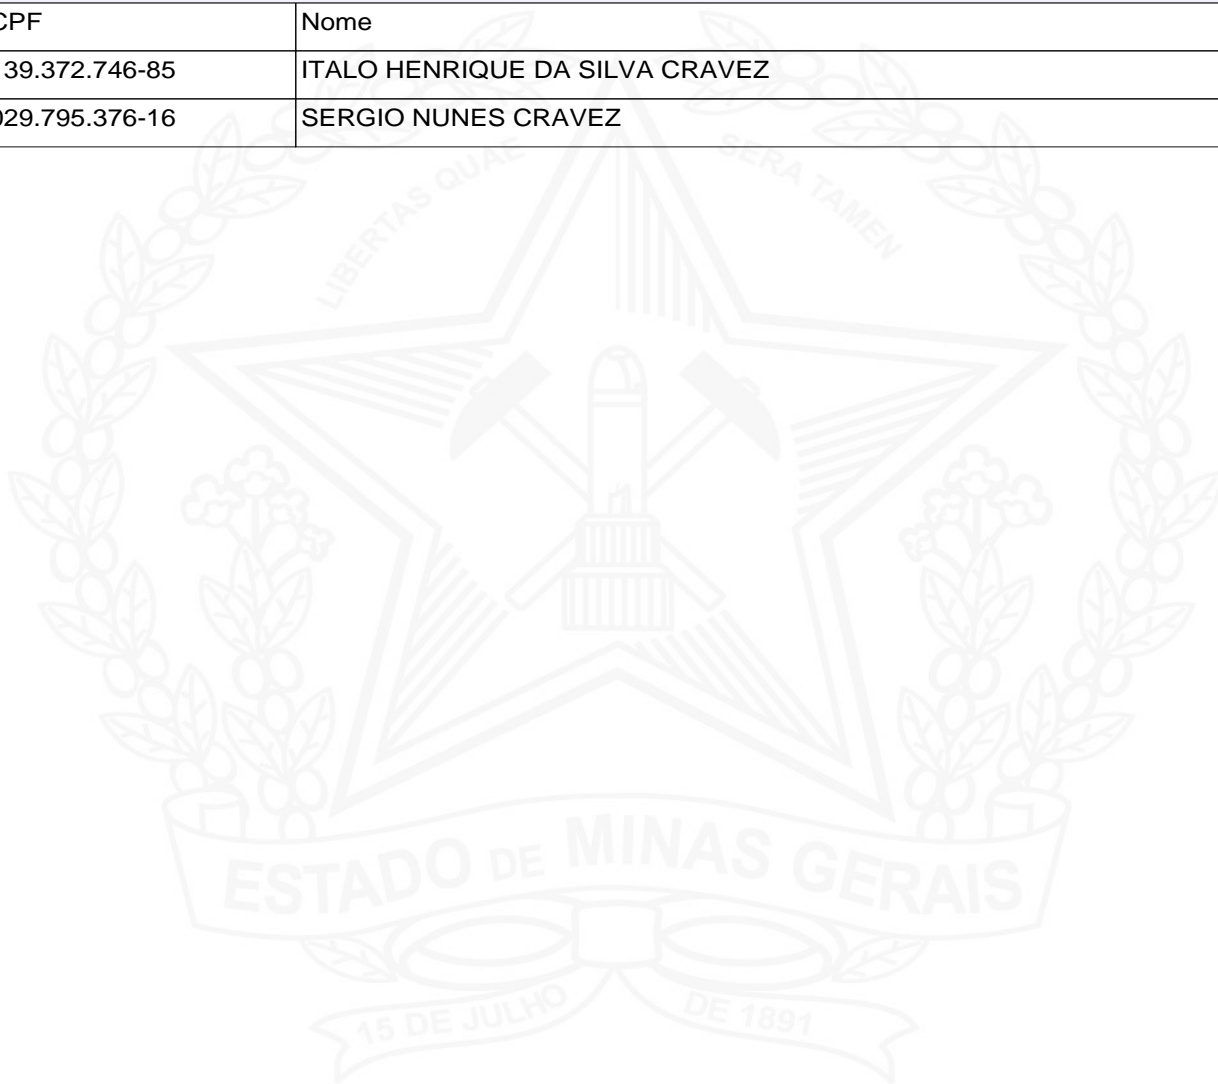 CPF Nome
39.372.746-85 ITALO HENRIQUE DA SILVA CRAVEZ
029.795.376-16 SERGIO NUNES CRAVEZ
LIBERTAS QUAE SERA TAMEN
ESTADO DE MINAS GERAIS
15 DE JULHO DE 1891